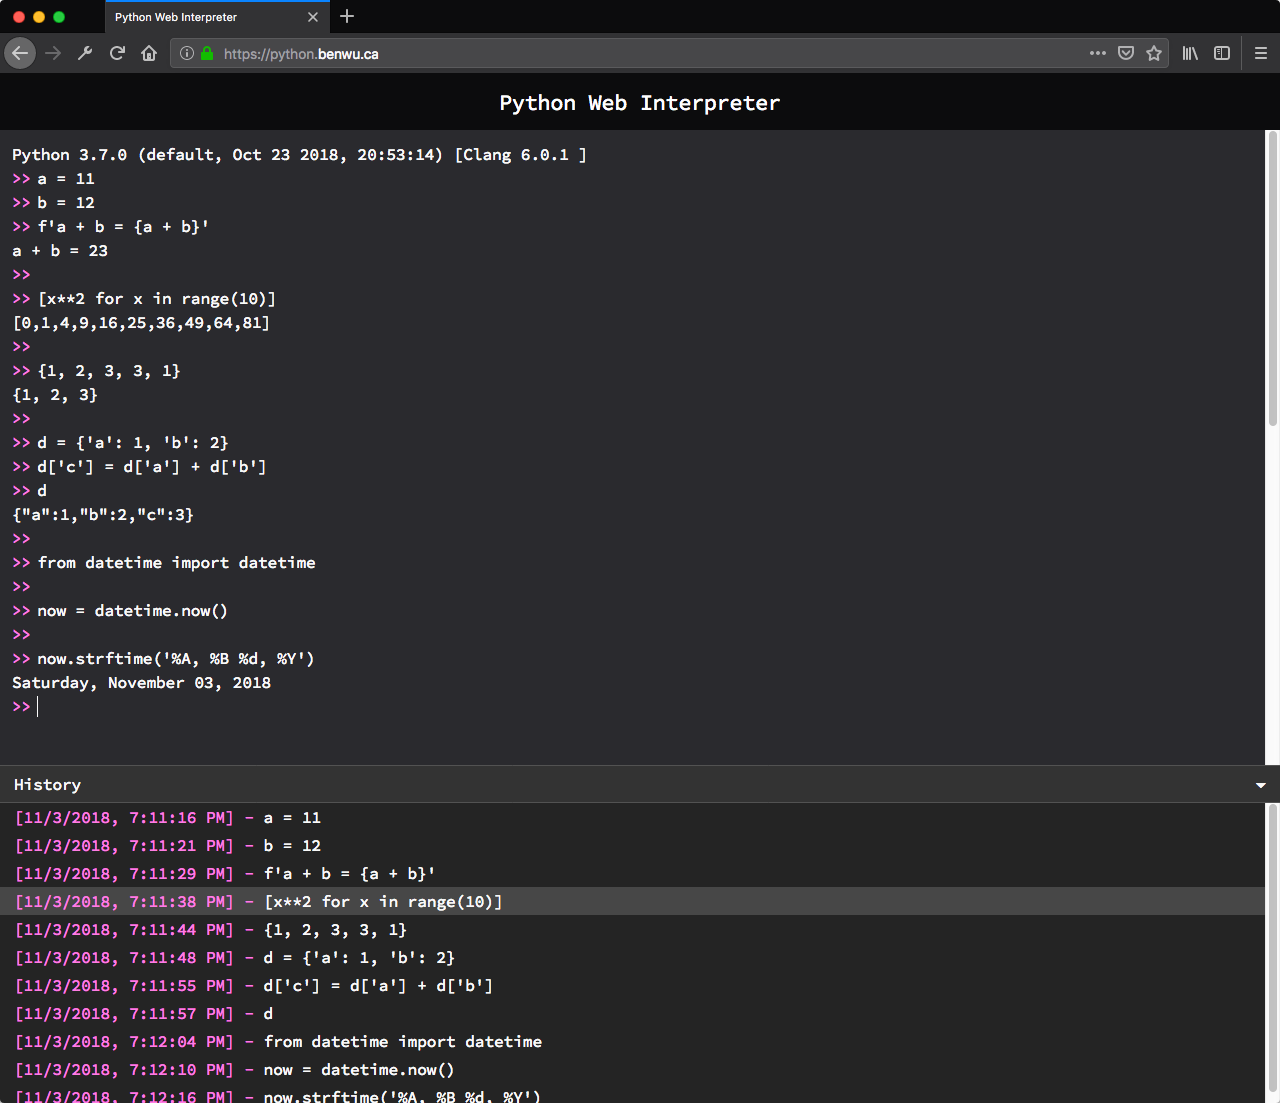 Python Web Interpreter
https://python.benwu.ca
Python Web Interpreter
Python 3.7.0 (default, Oct 23 2018, 20:53:14) [Clang 6.0.1 ]
>> a = 11
>> b = 12
>> f'a + b = {a + b}'
a + b = 23
>>
>> [x**2 for x in range(10)]
[0,1,4,9,16,25,36,49,64,81]
>>
>> {1, 2, 3, 3, 1}
{1, 2, 3}
>>
>> d = {'a': 1, 'b': 2}
>> d['c'] = d['a'] + d['b']
>> d
{"a":1,"b":2,"c":3}
>>
>> from datetime import datetime
>>
>> now = datetime.now()
>>
>> now.strftime('%A, %B %d, %Y')
Saturday, November 03, 2018
>>
History
[11/3/2018, 7:11:16 PM] - a = 11
[11/3/2018, 7:11:21 PM] - b = 12
[11/3/2018, 7:11:29 PM] - f'a + b = {a + b}'
[11/3/2018, 7:11:38 PM] - [x**2 for x in range(10)]
[11/3/2018, 7:11:44 PM] - {1, 2, 3, 3, 1}
[11/3/2018, 7:11:48 PM] - d = {'a': 1, 'b': 2}
[11/3/2018, 7:11:55 PM] - d['c'] = d['a'] + d['b']
[11/3/2018, 7:11:57 PM] - d
[11/3/2018, 7:12:04 PM] - from datetime import datetime
[11/3/2018, 7:12:10 PM] - now = datetime.now()
[11/3/2018, 7:12:16 PM] - now.strftime('%A, %B %d, %Y')